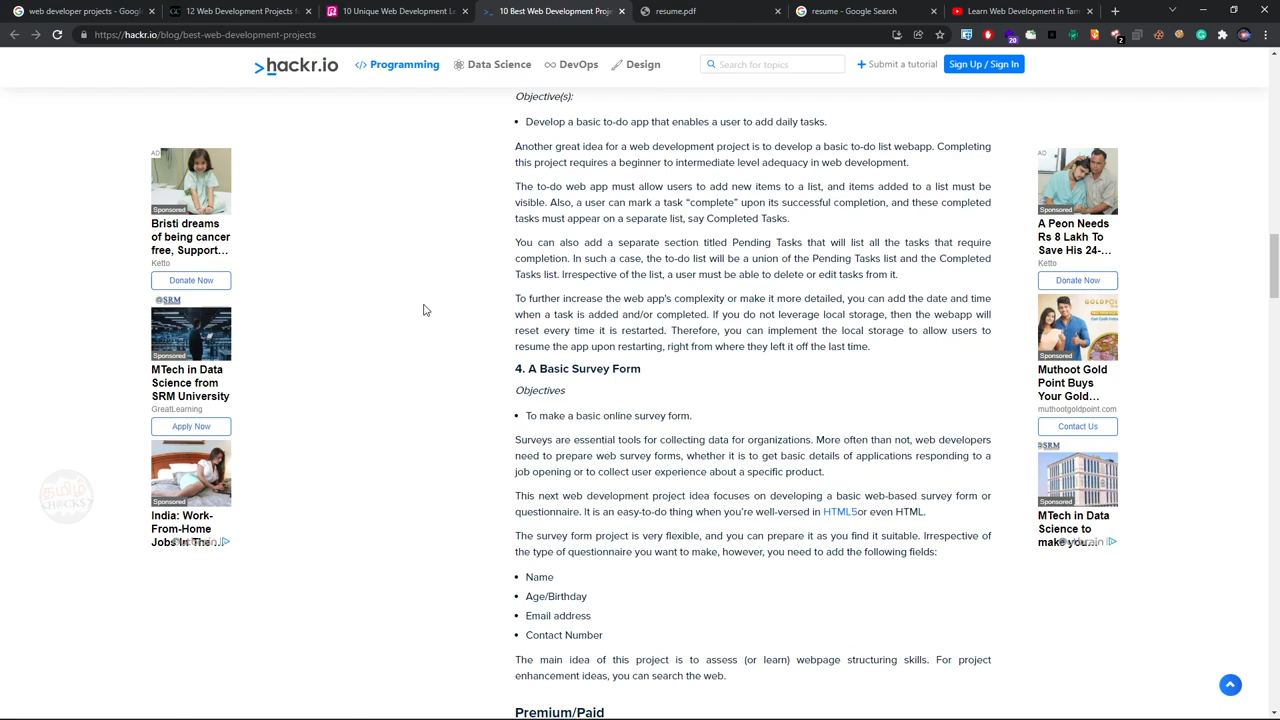 web developer projects - Goog
12 Web Development Projects f
10 Unique Web Development Le
10 Best Web Development Proje
resume.pdf
resume - Google Search
Learn Web Development in Tam
https://hackr.io/blog/best-web-development-projects
20
2
hackr.io
</> Programming
Data Science
DevOps
Design
Search for topics
+ Submit a tutorial
Sign Up / Sign In
Objective(s):
• Develop a basic to-do app that enables a user to add daily tasks.
Another great idea for a web development project is to develop a basic to-do list webapp. Completing
this project requires a beginner to intermediate level adequacy in web development.
The to-do web app must allow users to add new items to a list, and items added to a list must be
visible. Also, a user can mark a task “complete” upon its successful completion, and these completed
tasks must appear on a separate list, say Completed Tasks.
You can also add a separate section titled Pending Tasks that will list all the tasks that require
completion. In such a case, the to-do list will be a union of the Pending Tasks list and the Completed
Tasks list. Irrespective of the list, a user must be able to delete or edit tasks from it.
To further increase the web app's complexity or make it more detailed, you can add the date and time
when a task is added and/or completed. If you do not leverage local storage, then the webapp will
reset every time it is restarted. Therefore, you can implement the local storage to allow users to
resume the app upon restarting, right from where they left it off the last time.
4. A Basic Survey Form
Objectives
• To make a basic online survey form.
Surveys are essential tools for collecting data for organizations. More often than not, web developers
need to prepare web survey forms, whether it is to get basic details of applications responding to a
job opening or to collect user experience about a specific product.
This next web development project idea focuses on developing a basic web-based survey form or
questionnaire. It is an easy-to-do thing when you’re well-versed in HTML5or even HTML.
The survey form project is very flexible, and you can prepare it as you find it suitable. Irrespective of
the type of questionnaire you want to make, however, you need to add the following fields:
• Name
• Age/Birthday
• Email address
• Contact Number
The main idea of this project is to assess (or learn) webpage structuring skills. For project
enhancement ideas, you can search the web.
Premium/Paid
AD
Sponsored
Bristi dreams
of being cancer
free, Support...
Ketto
Donate Now
SRM
Sponsored
MTech in Data
Science from
SRM University
GreatLearning
Apply Now
Sponsored
India: Work-
From-Home
Jobs In The...
தமிழ்
HACKS
AD
Sponsored
A Peon Needs
Rs 8 Lakh To
Save His 24-...
Ketto
Donate Now
GOLDPOINT
Sponsored
Muthoot Gold
Point Buys
Your Gold...
muthootgoldpoint.com
Contact Us
SRM
Sponsored
MTech in Data
Science to
make you...